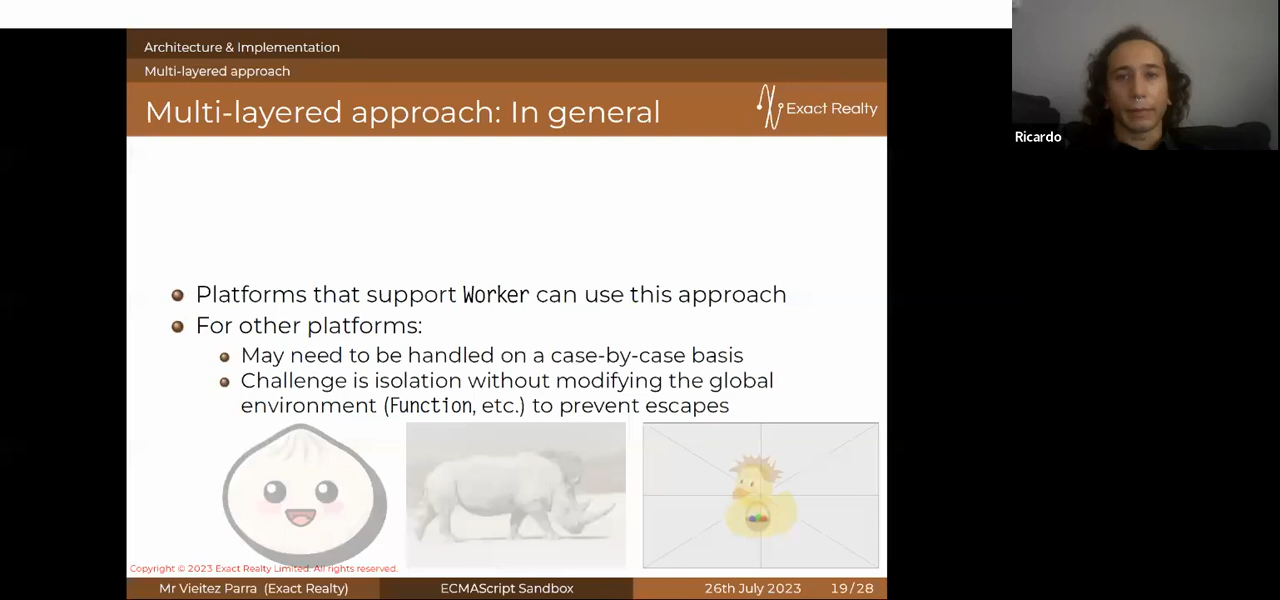 Architecture & Implementation
Multi-layered approach
Multi-layered approach: In general
Exact Realty
Ricardo
Platforms that support Worker can use this approach
For other platforms:
May need to be handled on a case-by-case basis
Challenge is isolation without modifying the global
environment (Function, etc.) to prevent escapes
Copyright © 2023 Exact Realty Limited. All rights reserved.
Mr Vieitez Parra (Exact Realty)
ECMAScript Sandbox
26th July 2023
19/28